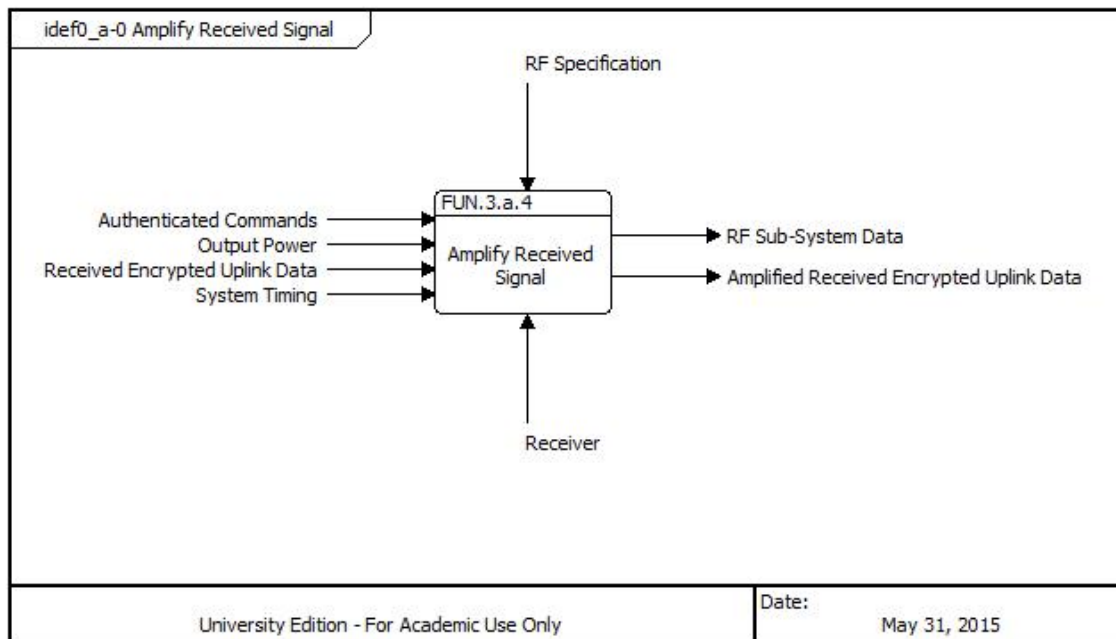 idef0_a-0 Amplify Received Signal
RF Specification
FUN.3.a.4
Amplify Received
Signal
Authenticated Commands
Output Power
Received Encrypted Uplink Data
System Timing
RF Sub-System Data
Amplified Received Encrypted Uplink Data
Receiver
University Edition - For Academic Use Only
Date:
May 31, 2015